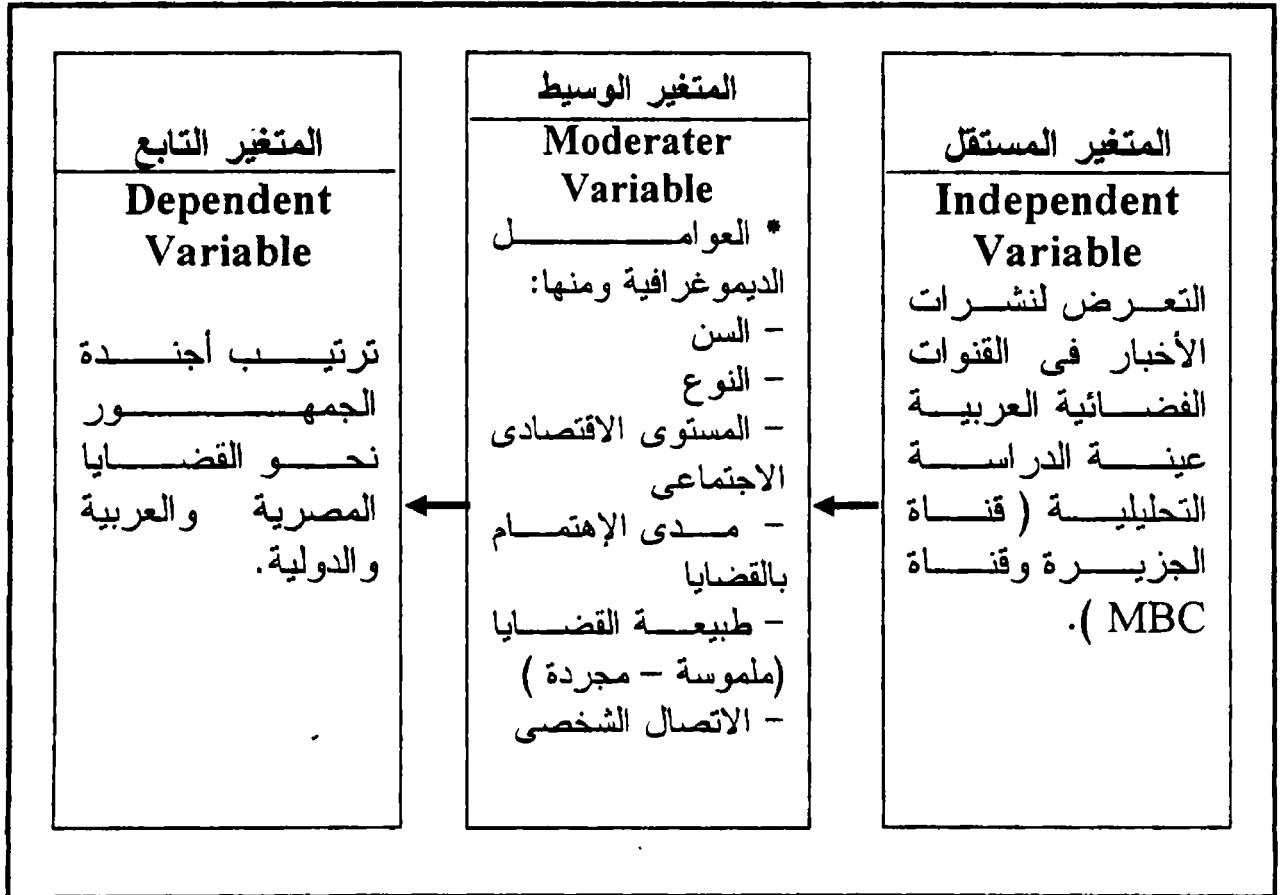 المتغير المستقل
Independent
Variable
التعرض لنشرات
الأخبار فى القنوات
الفضائية العربية
عينة الدراسة
التحليلية ( قناة
الجزيرة وقناة
MBC ).
المتغير الوسيط
Moderater
Variable
* العوامل
الديموغرافية ومنها:
– السن
– النوع
– المستوى الاقتصادى
الاجتماعى
– مدى الإهتمام
بالقضايا
– طبيعة القضايا
(ملموسة – مجردة )
– الاتصال الشخصى
المتغير التابع
Dependent
Variable
ترتيب أجندة
الجمهور
نحو القضايا
المصرية والعربية
والدولية.